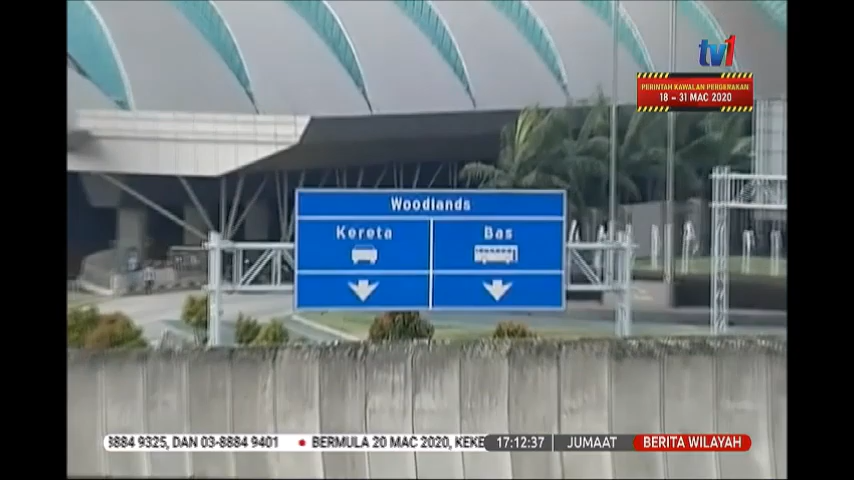 tv1
PERINTAH KAWALAN PERGERAKAN
18 – 31 MAC 2020
Woodlands
Kereta
Bas
8884 9325, DAN 03-8884 9401 • BERMULA 20 MAC 2020, KEKE
17:12:37
JUMAAT
BERITA WILAYAH